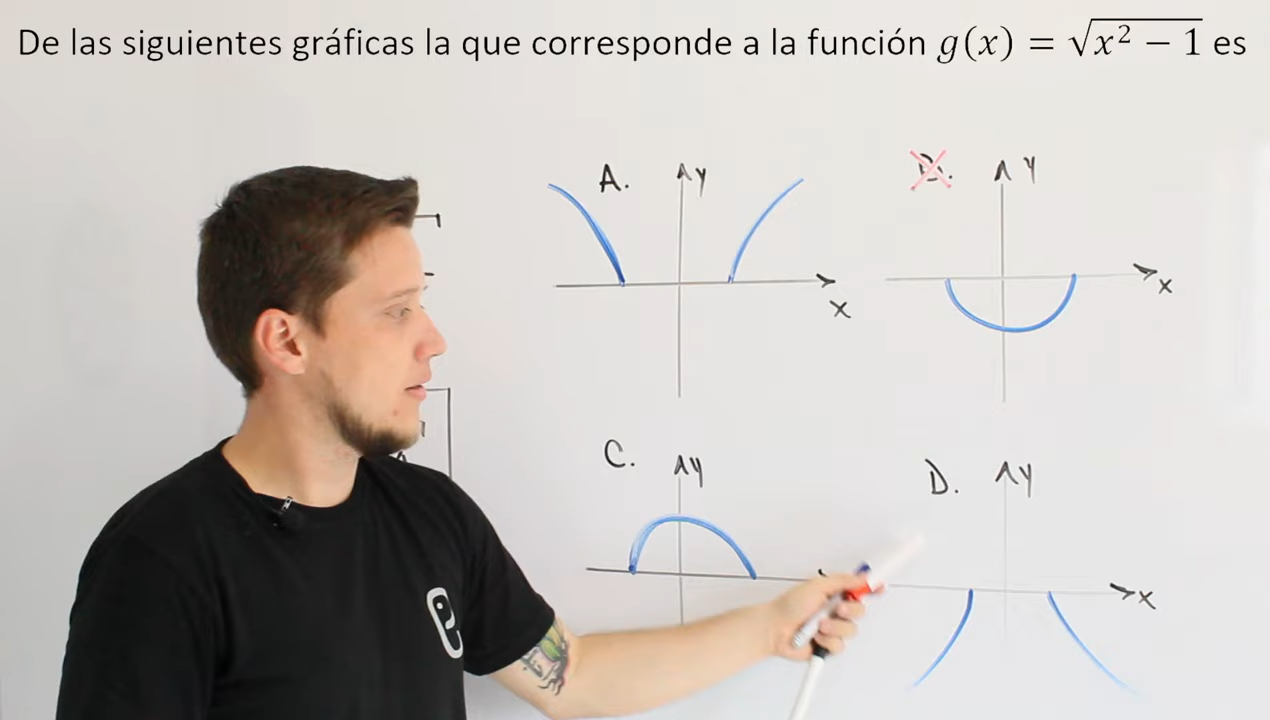 De las siguientes gráficas la que corresponde a la función g(x) = √(x² − 1) es
A. y
B. y
x
x
C. y
D. y
x
e